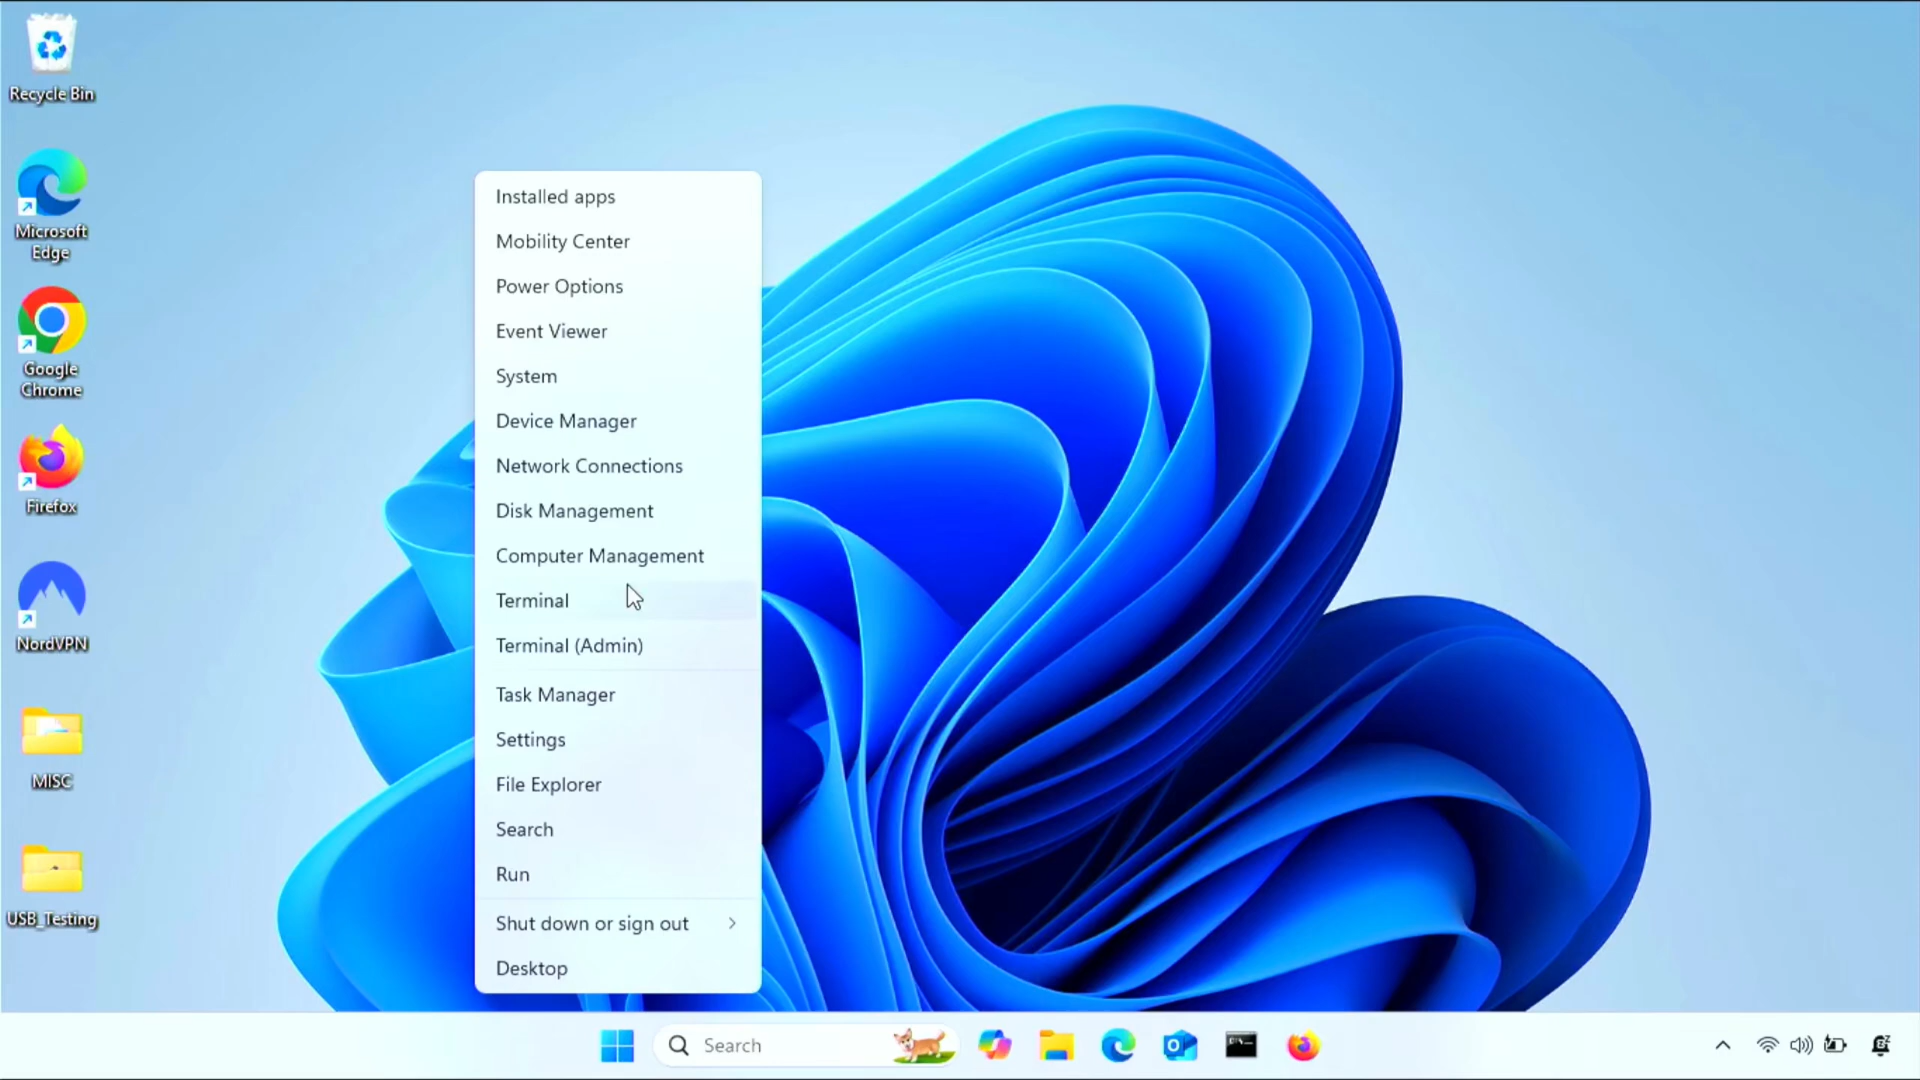 Recycle Bin
Microsoft
Edge
Google
Chrome
Firefox
NordVPN
MISC
USB_Testing
Installed apps
Mobility Center
Power Options
Event Viewer
System
Device Manager
Network Connections
Disk Management
Computer Management
Terminal
Terminal (Admin)
Task Manager
Settings
File Explorer
Search
Run
Shut down or sign out
Desktop
Search